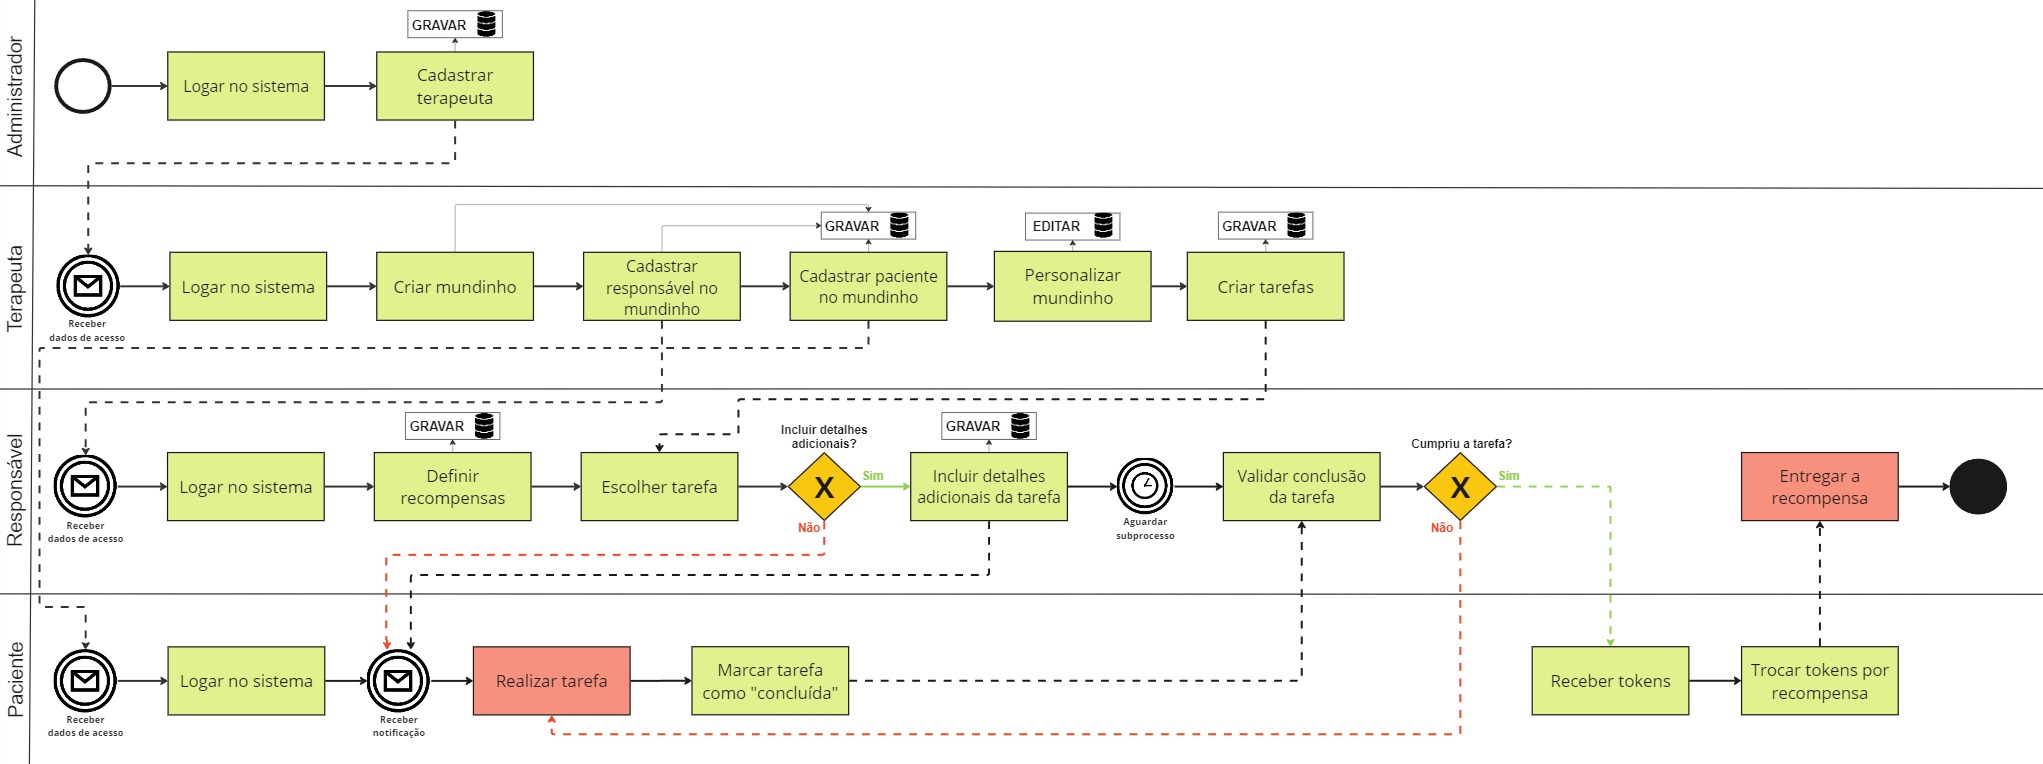 Administrador
GRAVAR
Logar no sistema
Cadastrar
terapeuta
Terapeuta
GRAVAR
EDITAR
GRAVAR
Receber
dados de acesso
Logar no sistema
Criar mundinho
Cadastrar
responsável no
mundinho
Cadastrar paciente
no mundinho
Personalizar
mundinho
Criar tarefas
Responsável
GRAVAR
GRAVAR
Receber
dados de acesso
Logar no sistema
Definir
recompensas
Escolher tarefa
Incluir detalhes
adicionais?
X
Sim
Não
Incluir detalhes
adicionais da tarefa
Aguardar
subprocesso
Validar conclusão
da tarefa
Cumpriu a tarefa?
X
Sim
Não
Entregar a
recompensa
Paciente
Receber
dados de acesso
Logar no sistema
Receber
notificação
Realizar tarefa
Marcar tarefa
como "concluída"
Receber tokens
Trocar tokens por
recompensa